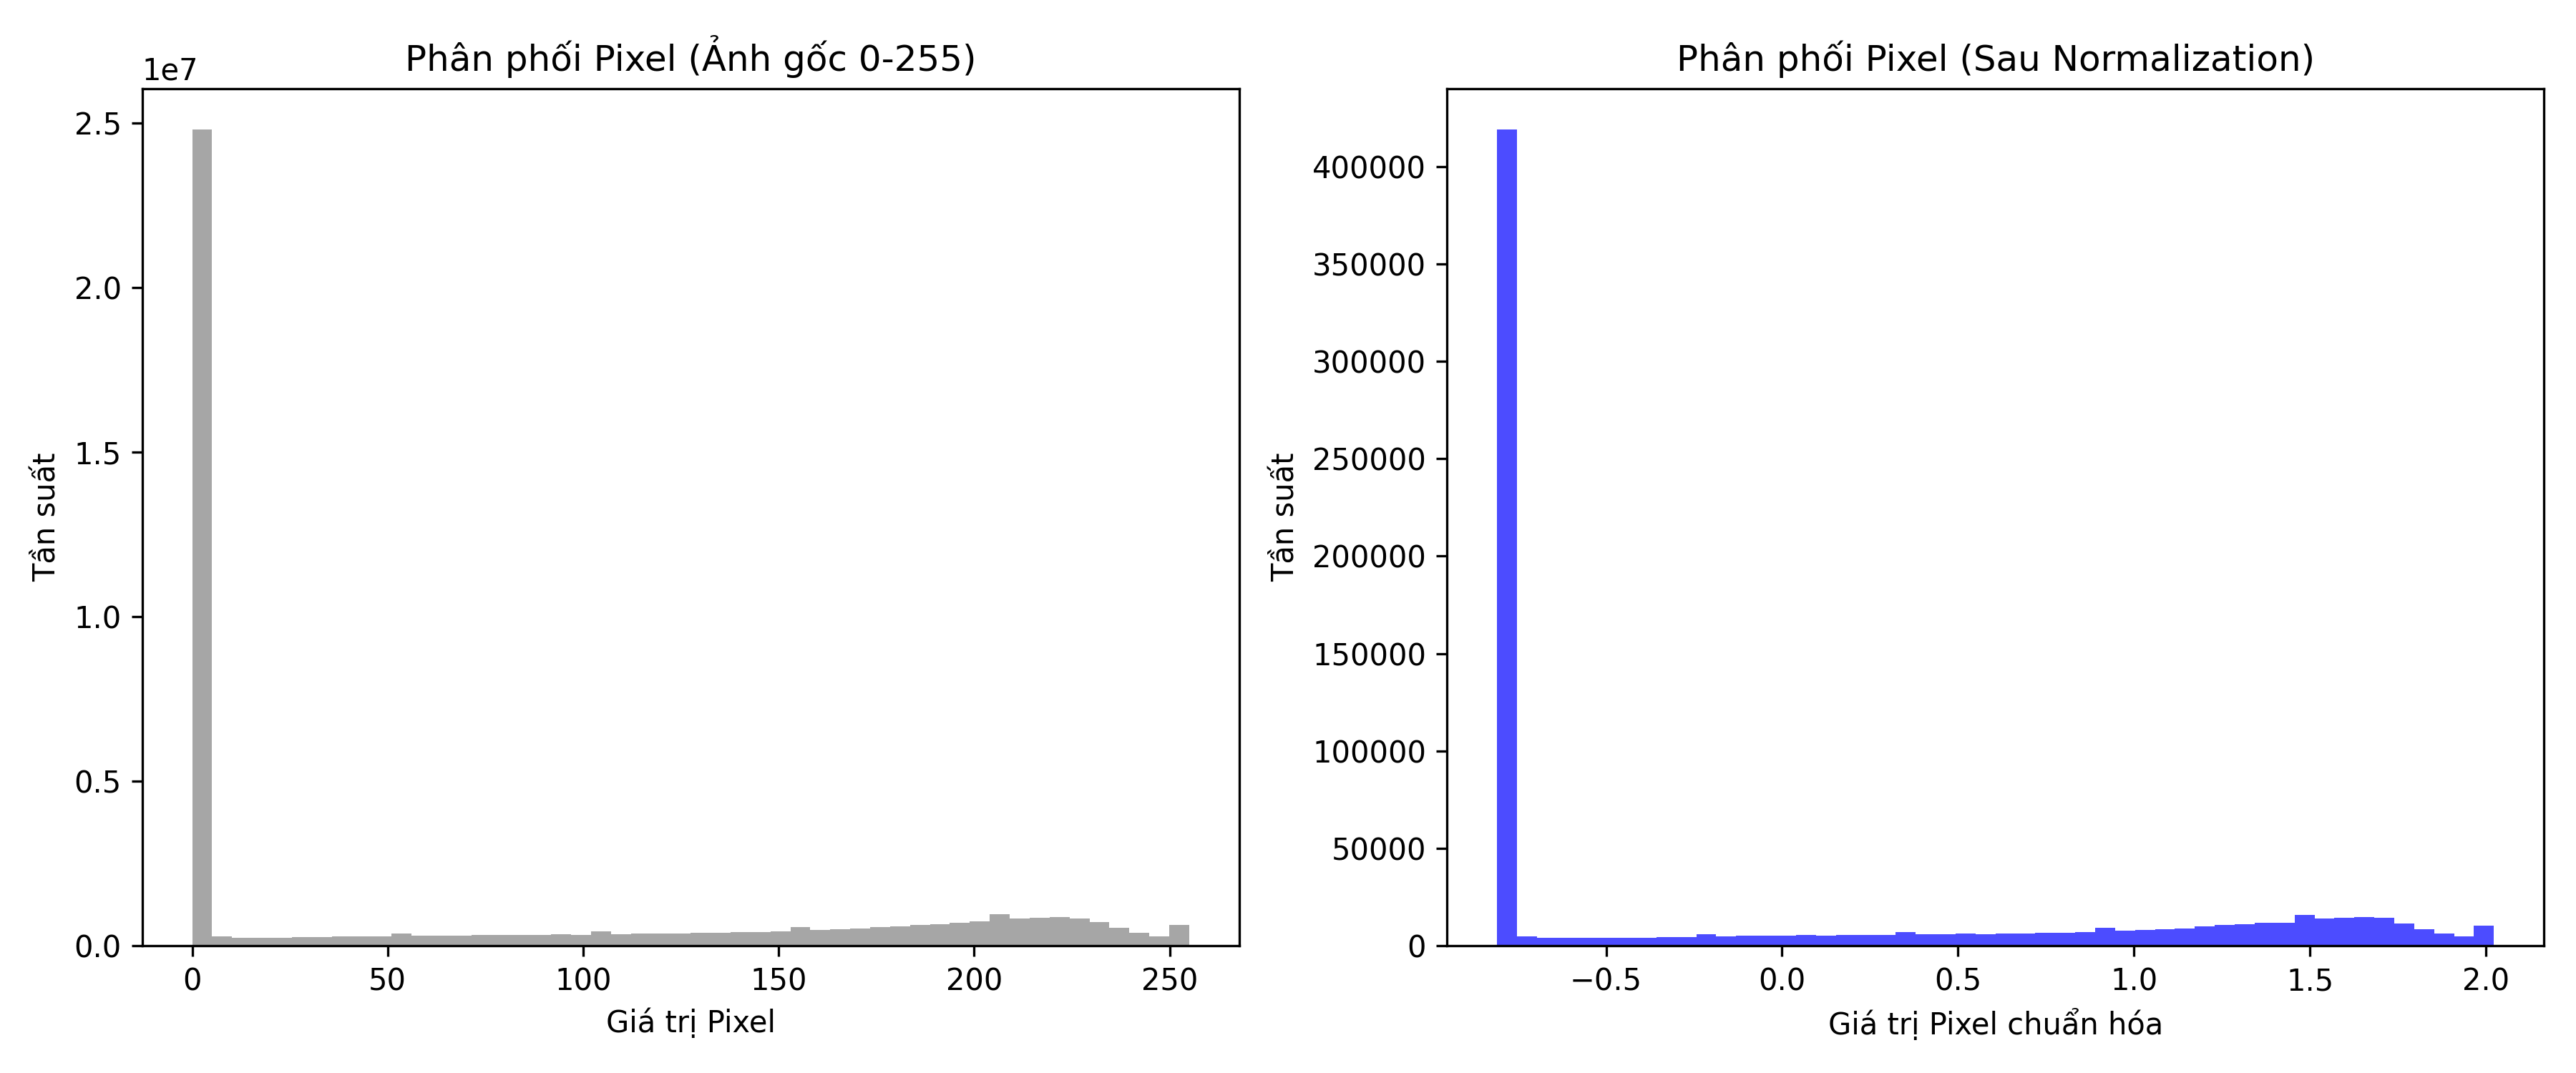 Phân phối Pixel (Ảnh gốc 0-255)
1e7
2.5
2.0
1.5
1.0
0.5
0.0
Tần suất
0 50 100 150 200 250
Giá trị Pixel
Phân phối Pixel (Sau Normalization)
400000
350000
300000
250000
200000
150000
100000
50000
0
Tần suất
−0.5 0.0 0.5 1.0 1.5 2.0
Giá trị Pixel chuẩn hóa